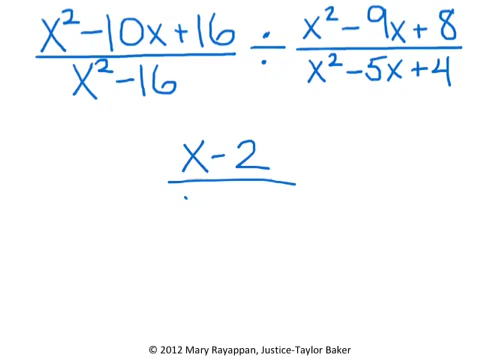 x² - 10x + 16 ÷ x² - 9x + 8
x² - 16 x² - 5x + 4
x - 2
© 2012 Mary Rayappan, Justice-Taylor Baker